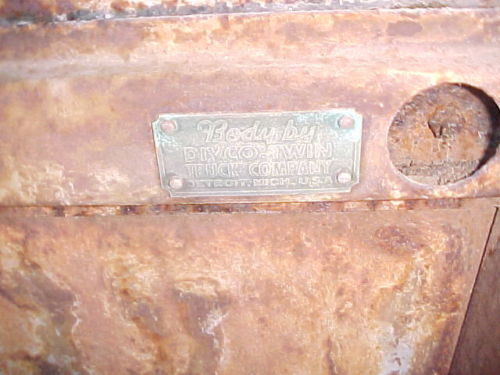 Body by
DIVCO-TWIN
TRUCK COMPANY
DETROIT, MICH., U.S.A.